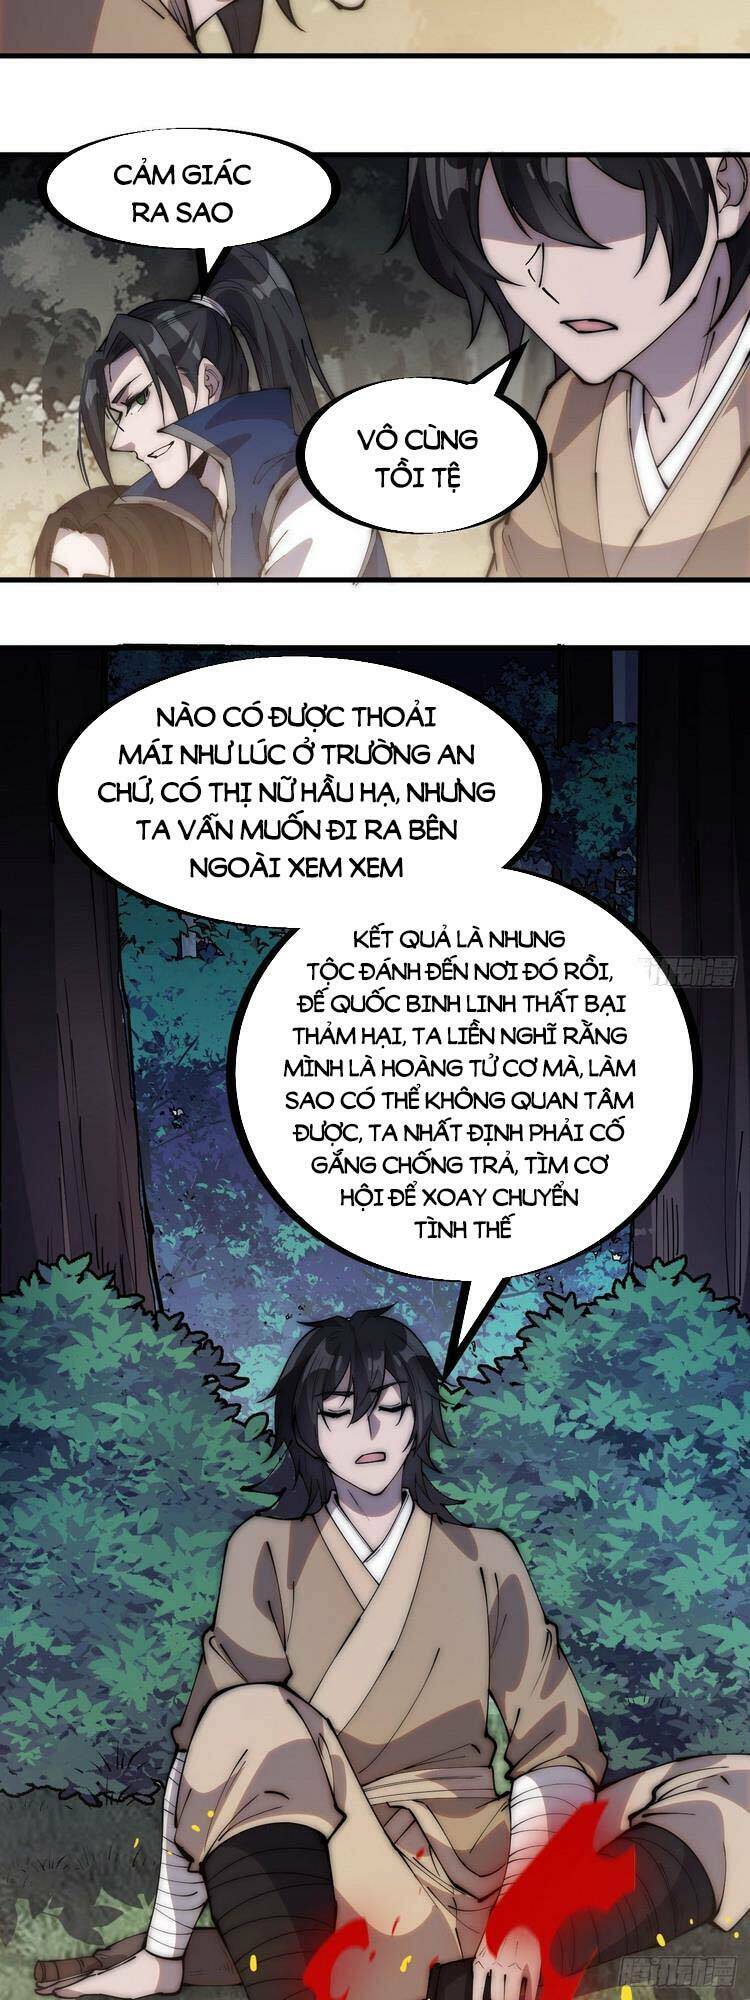 CẢM GIÁC
RA SAO
VÔ CÙNG
TỒI TỆ
NÀO CÓ ĐƯỢC THOẢI
MÁI NHƯ LÚC Ở TRƯỜNG AN
CHỨ, CÓ THỊ NỮ HẦU HẠ, NHƯNG
TA VẪN MUỐN ĐI RA BÊN
NGOÀI XEM XEM
KẾT QUẢ LÀ NHUNG
TỘC ĐÁNH ĐẾN NƠI ĐÓ RỒI,
ĐẾ QUỐC BINH LINH THẤT BẠI
THẢM HẠI, TA LIỀN NGHĨ RẰNG
MÌNH LÀ HOÀNG TỬ CƠ MÀ, LÀM
SAO CÓ THỂ KHÔNG QUAN TÂM
ĐƯỢC, TA NHẤT ĐỊNH PHẢI CỐ
GẮNG CHỐNG TRẢ, TÌM CƠ
HỘI ĐỂ XOAY CHUYỂN
TÌNH THẾ
腾讯动漫